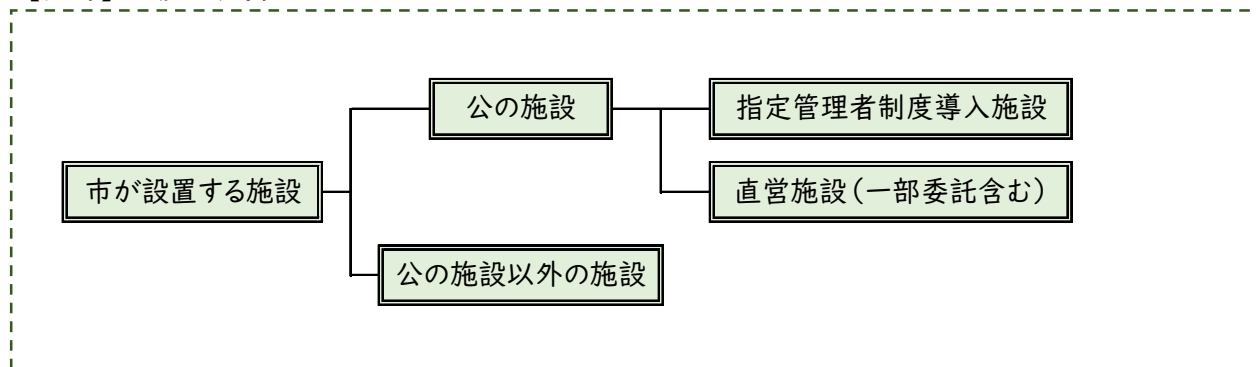 公の施設
指定管理者制度導入施設
市が設置する施設
直営施設（一部委託含む）
公の施設以外の施設